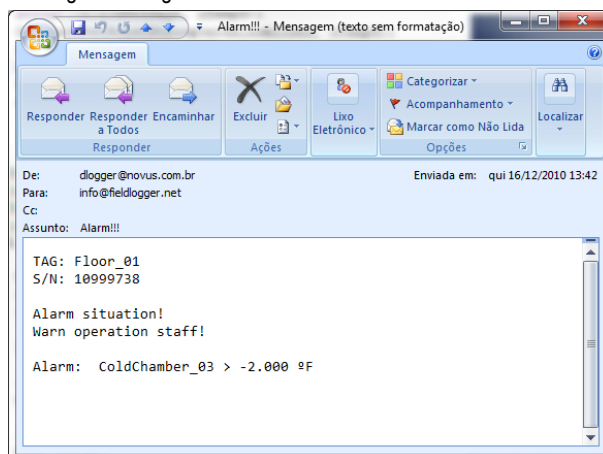 Alarm!!! - Mensagem (texto sem formatação)
Mensagem
Responder Responder a Todos Encaminhar
Responder
Excluir
Ações
Lixo Eletrônico
Categorizar
Acompanhamento
Marcar como Não Lida
Opções
Localizar
De: dlogger@novus.com.br Enviada em: qui 16/12/2010 13:42
Para: info@fieldlogger.net
Cc:
Assunto: Alarm!!!
TAG: Floor_01
S/N: 10999738
Alarm situation!
Warn operation staff!
Alarm: ColdChamber_03 > -2.000 ºF